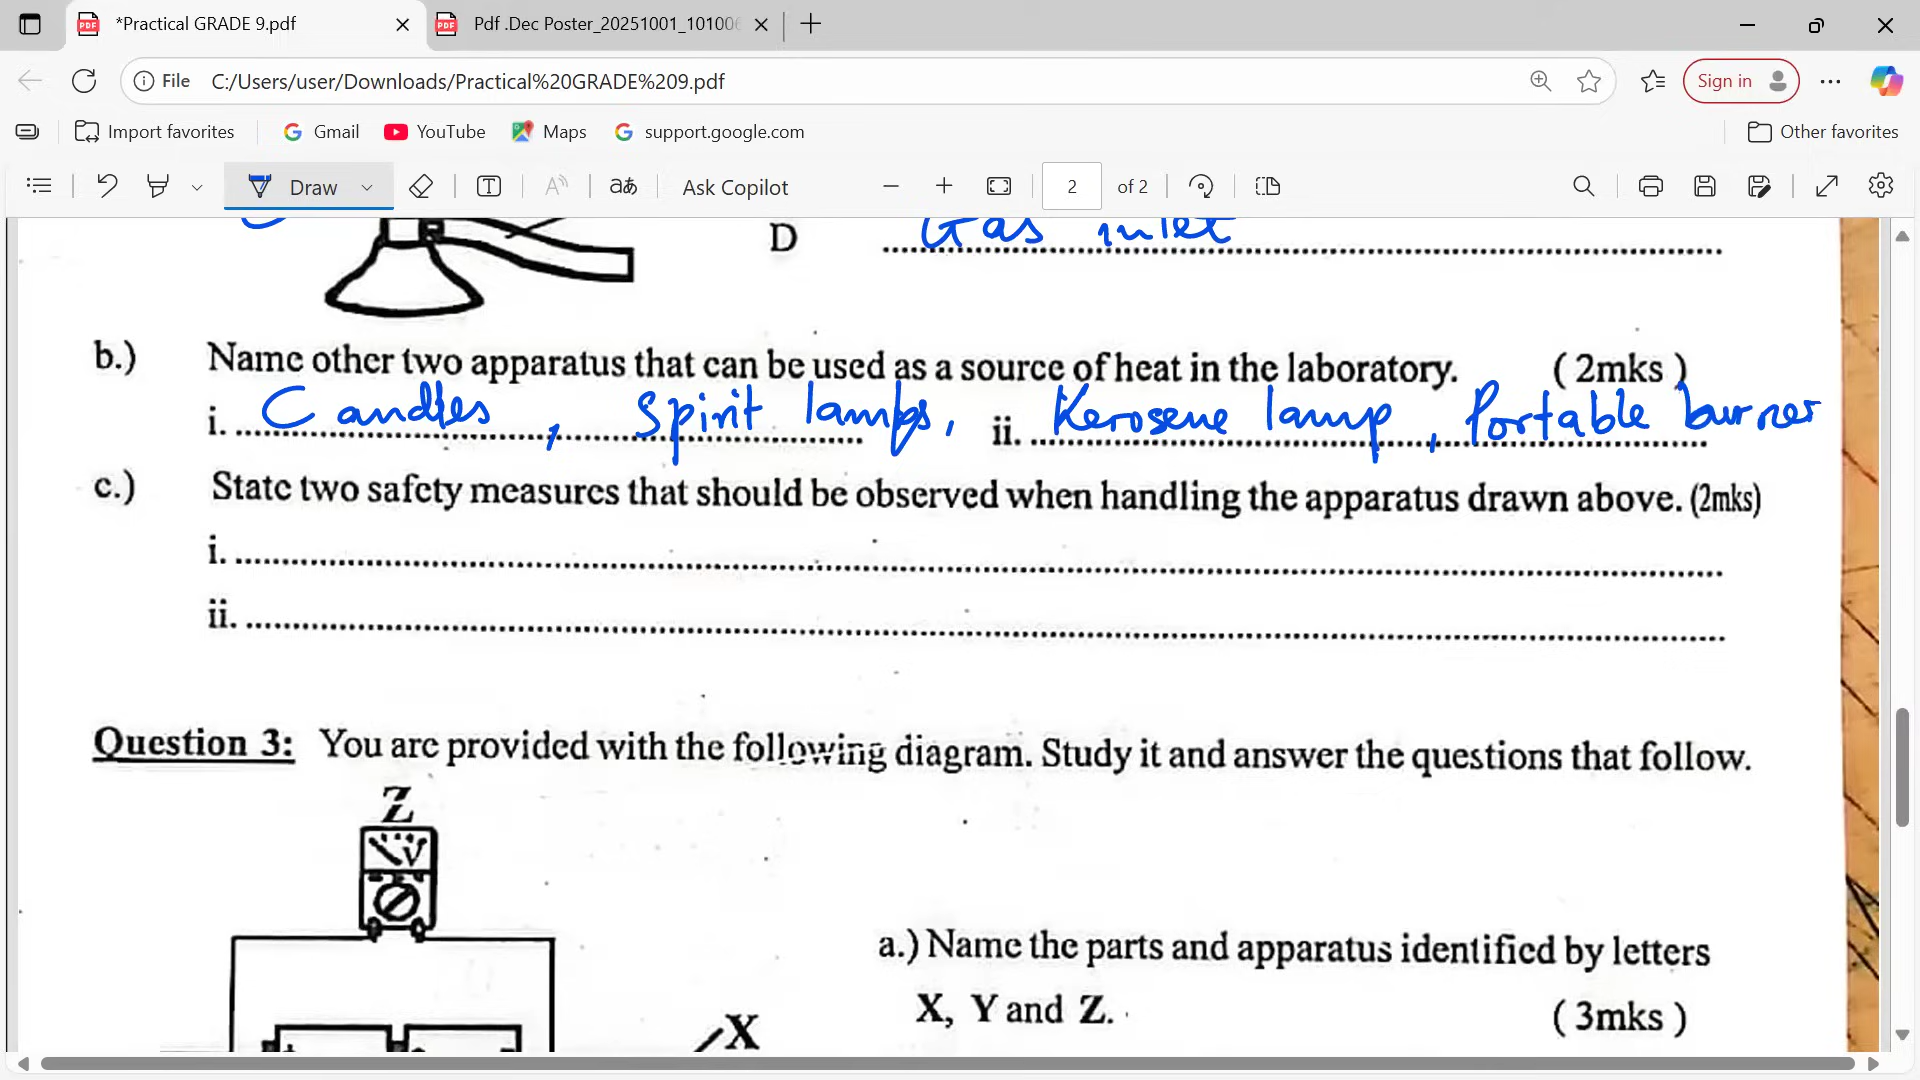 *Practical GRADE 9.pdf
Pdf .Dec Poster_20251001_101006
File C:/Users/user/Downloads/Practical%20GRADE%209.pdf
Sign in
Import favorites Gmail YouTube Maps support.google.com Other favorites
Draw Ask Copilot 2 of 2
D Gas inlet
b.) Name other two apparatus that can be used as a source of heat in the laboratory. ( 2mks )
i. Candles, Spirit lamps, ii. Kerosene lamp, Portable burner
c.) State two safety measures that should be observed when handling the apparatus drawn above. (2mks)
i.
ii.
Question 3: You are provided with the following diagram. Study it and answer the questions that follow.
Z
V
a.) Name the parts and apparatus identified by letters
X, Y and Z. ( 3mks )
X